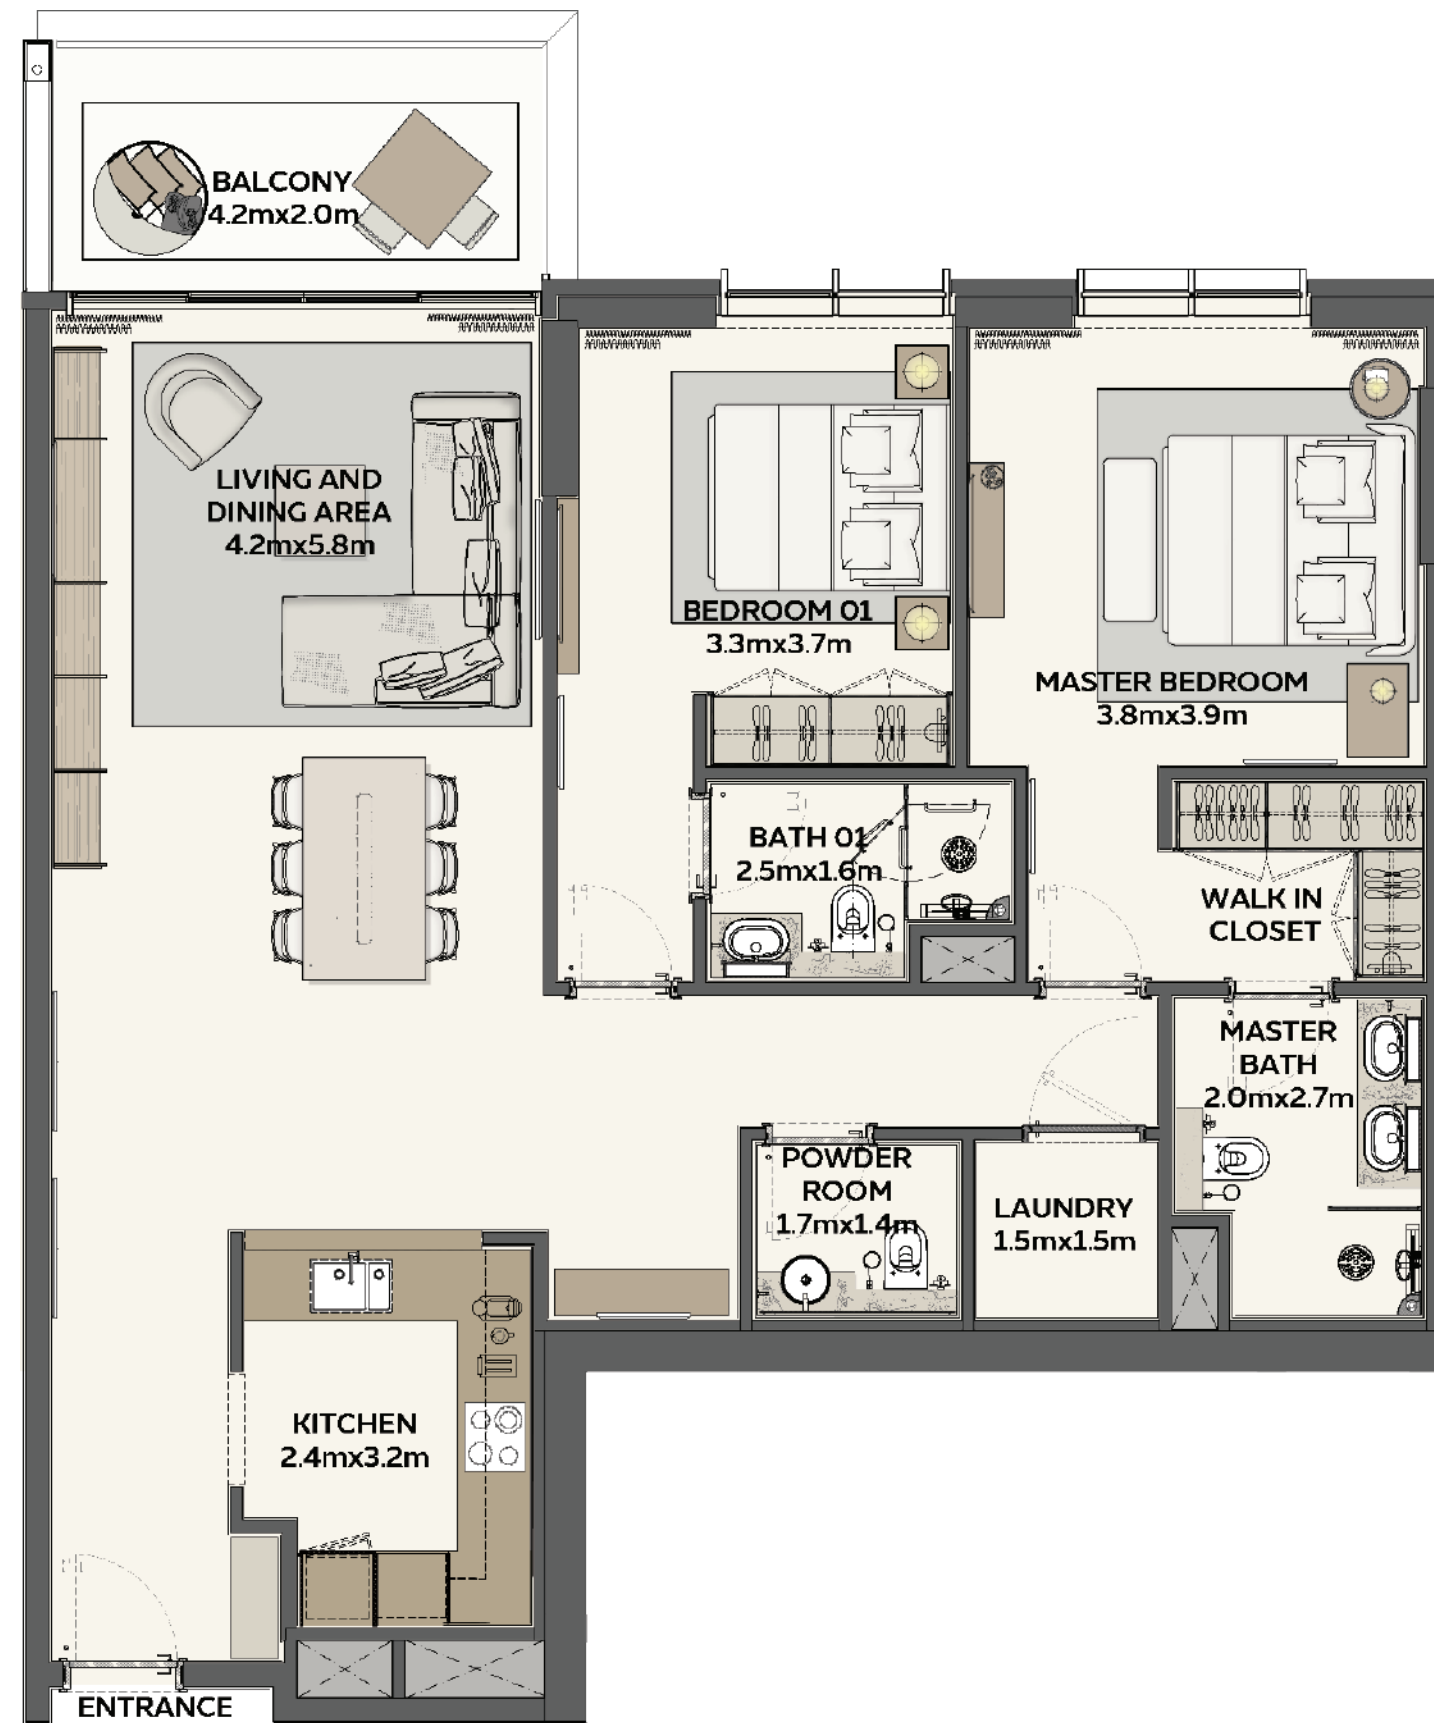 BALCONY
4.2mx2.0m
LIVING AND
DINING AREA
4.2mx5.8m
BEDROOM 01
3.3mx3.7m
MASTER BEDROOM
3.8mx3.9m
BATH 01
2.5mx1.6m
WALK IN
CLOSET
MASTER
BATH
2.0mx2.7m
POWDER
ROOM
1.7mx1.4m
LAUNDRY
1.5mx1.5m
KITCHEN
2.4mx3.2m
ENTRANCE